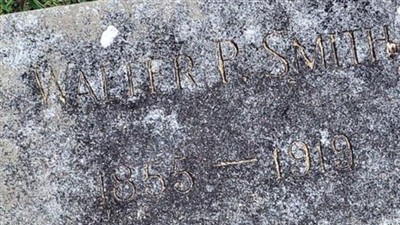 WALTER P. SMITH
1855 – 1919